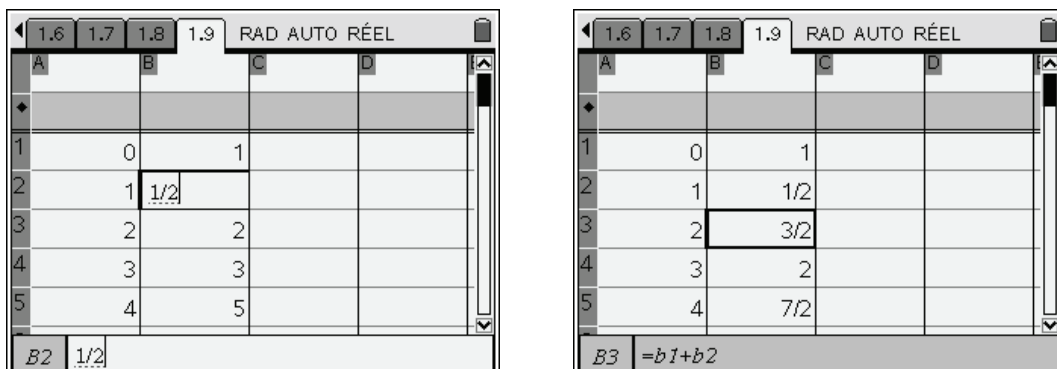 1.6 1.7 1.8 1.9 RAD AUTO RÉEL
A B C D E
◆
1 0 1
2 1 1/2
3 2 2
4 3 3
5 4 5
B2 1/2
1.6 1.7 1.8 1.9 RAD AUTO RÉEL
A B C D E
◆
1 0 1
2 1 1/2
3 2 3/2
4 3 2
5 4 7/2
B3 =b1+b2